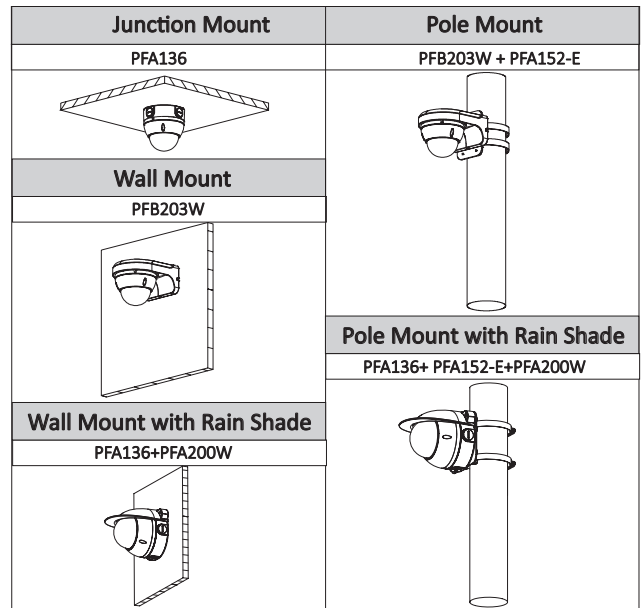 Junction Mount
PFA136
Wall Mount
PFB203W
Wall Mount with Rain Shade
PFA136+PFA200W
Pole Mount
PFB203W + PFA152-E
Pole Mount with Rain Shade
PFA136+ PFA152-E+PFA200W